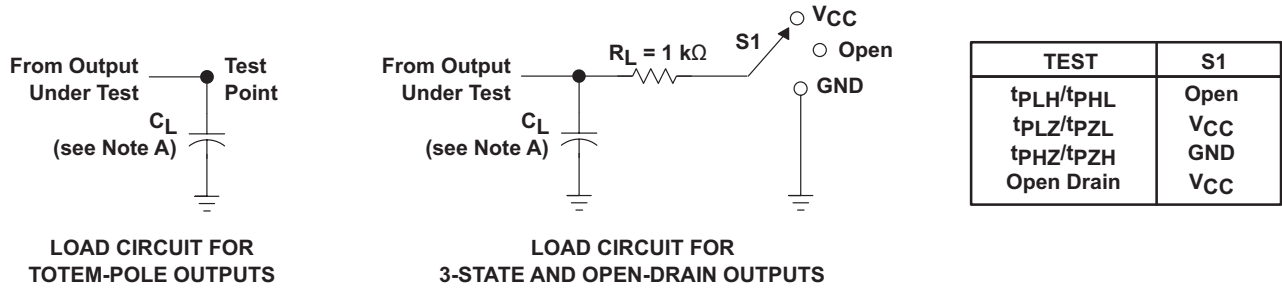 From Output
Under Test
Test
Point
CL
(see Note A)
LOAD CIRCUIT FOR
TOTEM-POLE OUTPUTS
From Output
Under Test
RL = 1 kΩ
S1
VCC
Open
GND
CL
(see Note A)
LOAD CIRCUIT FOR
3-STATE AND OPEN-DRAIN OUTPUTS
TEST S1
tPLH/tPHL Open
tPLZ/tPZL VCC
tPHZ/tPZH GND
Open Drain VCC